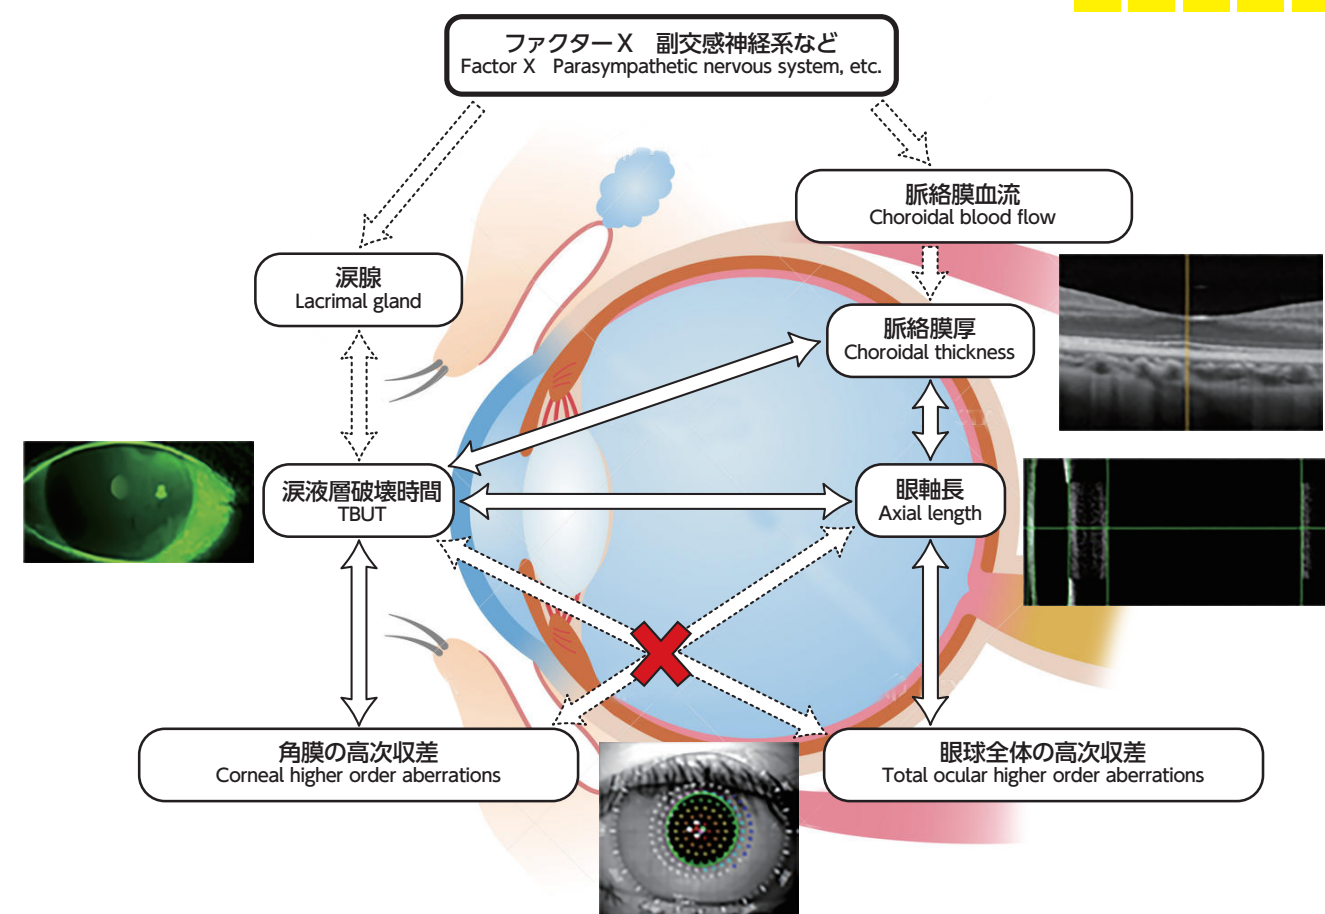 ファクターX 副交感神経系など
Factor X Parasympathetic nervous system, etc.
脈絡膜血流
Choroidal blood flow
涙腺
Lacrimal gland
脈絡膜厚
Choroidal thickness
涙液層破壊時間
TBUT
眼軸長
Axial length
角膜の高次収差
Corneal higher order aberrations
眼球全体の高次収差
Total ocular higher order aberrations